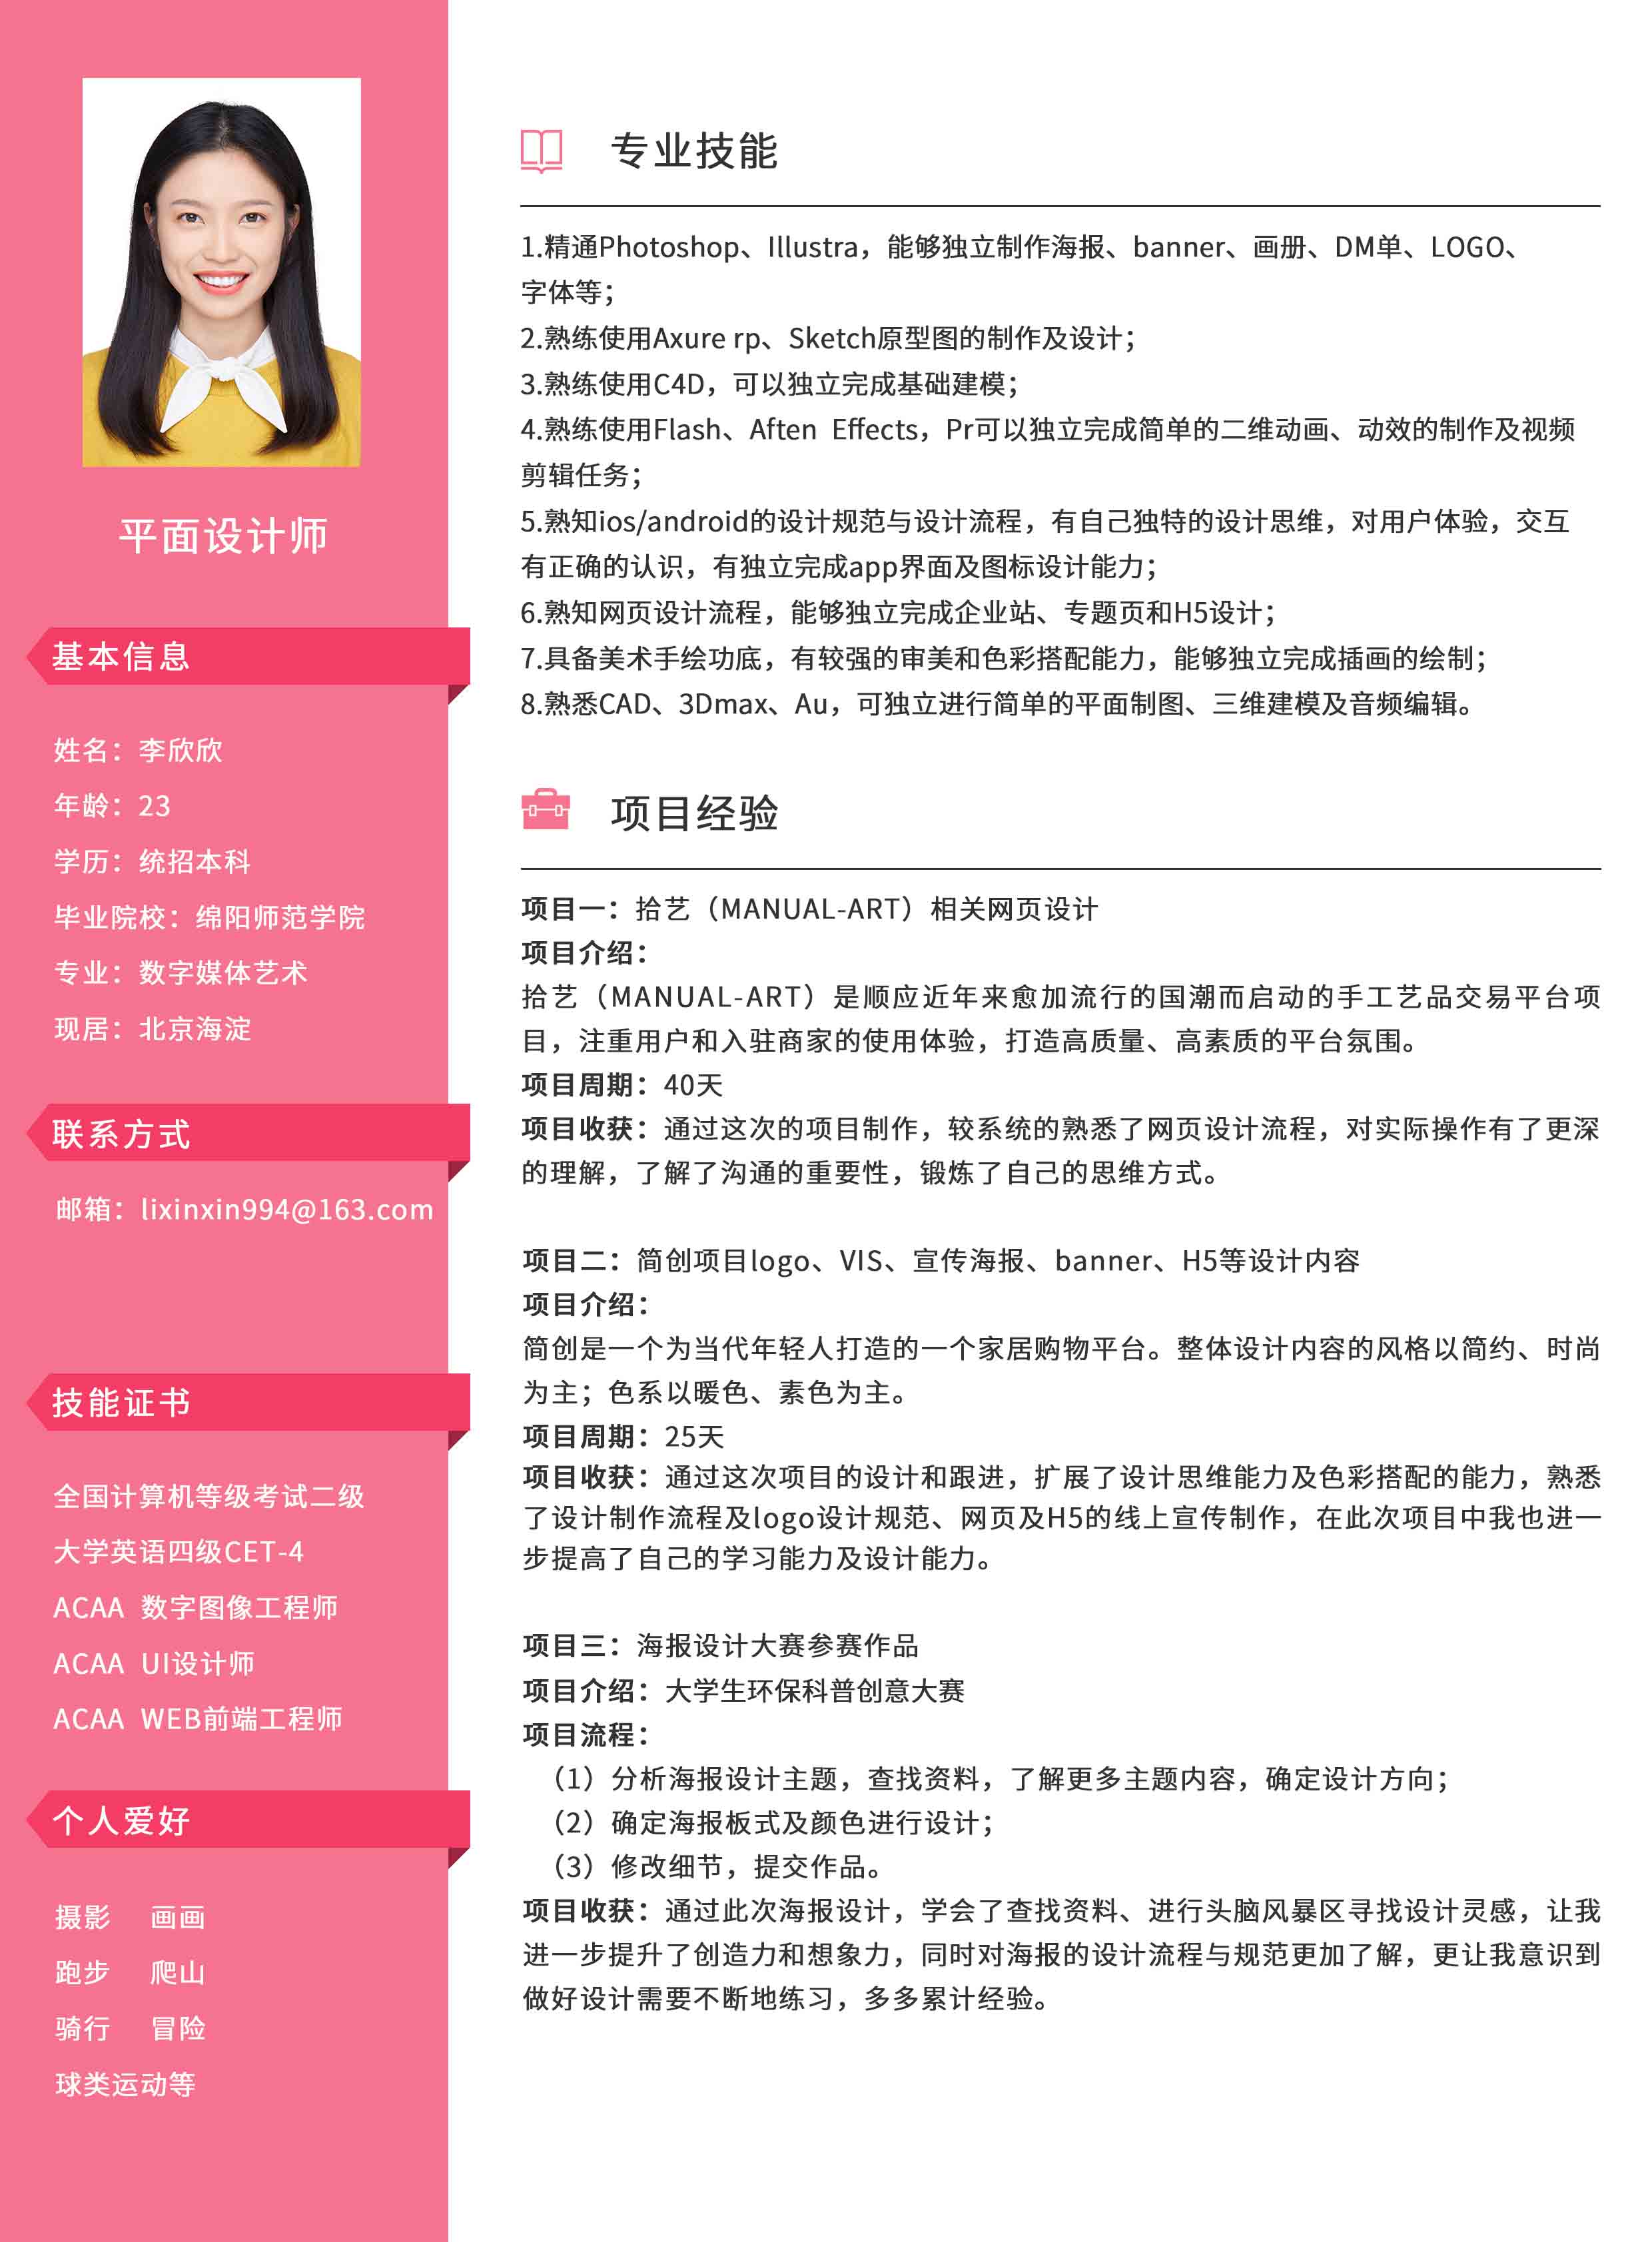 平面设计师
基本信息
姓名：李欣欣
年龄：23
学历：统招本科
毕业院校：绵阳师范学院
专业：数字媒体艺术
现居：北京海淀
联系方式
邮箱：lixinxin994@163.com
技能证书
全国计算机等级考试二级
大学英语四级CET-4
ACAA 数字图像工程师
ACAA UI设计师
ACAA WEB前端工程师
个人爱好
摄影 画画
跑步 爬山
骑行 冒险
球类运动等
专业技能
1.精通Photoshop、Illustra，能够独立制作海报、banner、画册、DM单、LOGO、
字体等；
2.熟练使用Axure rp、Sketch原型图的制作及设计；
3.熟练使用C4D，可以独立完成基础建模；
4.熟练使用Flash、Aften Effects，Pr可以独立完成简单的二维动画、动效的制作及视频
剪辑任务；
5.熟知ios/android的设计规范与设计流程，有自己独特的设计思维，对用户体验，交互
有正确的认识，有独立完成app界面及图标设计能力；
6.熟知网页设计流程，能够独立完成企业站、专题页和H5设计；
7.具备美术手绘功底，有较强的审美和色彩搭配能力，能够独立完成插画的绘制；
8.熟悉CAD、3Dmax、Au，可独立进行简单的平面制图、三维建模及音频编辑。
项目经验
项目一：拾艺（MANUAL-ART）相关网页设计
项目介绍：
拾艺（MANUAL-ART）是顺应近年来愈加流行的国潮而启动的手工艺品交易平台项
目，注重用户和入驻商家的使用体验，打造高质量、高素质的平台氛围。
项目周期：40天
项目收获：通过这次的项目制作，较系统的熟悉了网页设计流程，对实际操作有了更深
的理解，了解了沟通的重要性，锻炼了自己的思维方式。
项目二：简创项目logo、VIS、宣传海报、banner、H5等设计内容
项目介绍：
简创是一个为当代年轻人打造的一个家居购物平台。整体设计内容的风格以简约、时尚
为主；色系以暖色、素色为主。
项目周期：25天
项目收获：通过这次项目的设计和跟进，扩展了设计思维能力及色彩搭配的能力，熟悉
了设计制作流程及logo设计规范、网页及H5的线上宣传制作，在此次项目中我也进一
步提高了自己的学习能力及设计能力。
项目三：海报设计大赛参赛作品
项目介绍：大学生环保科普创意大赛
项目流程：
（1）分析海报设计主题，查找资料，了解更多主题内容，确定设计方向；
（2）确定海报板式及颜色进行设计；
（3）修改细节，提交作品。
项目收获：通过此次海报设计，学会了查找资料、进行头脑风暴区寻找设计灵感，让我
进一步提升了创造力和想象力，同时对海报的设计流程与规范更加了解，更让我意识到
做好设计需要不断地练习，多多累计经验。